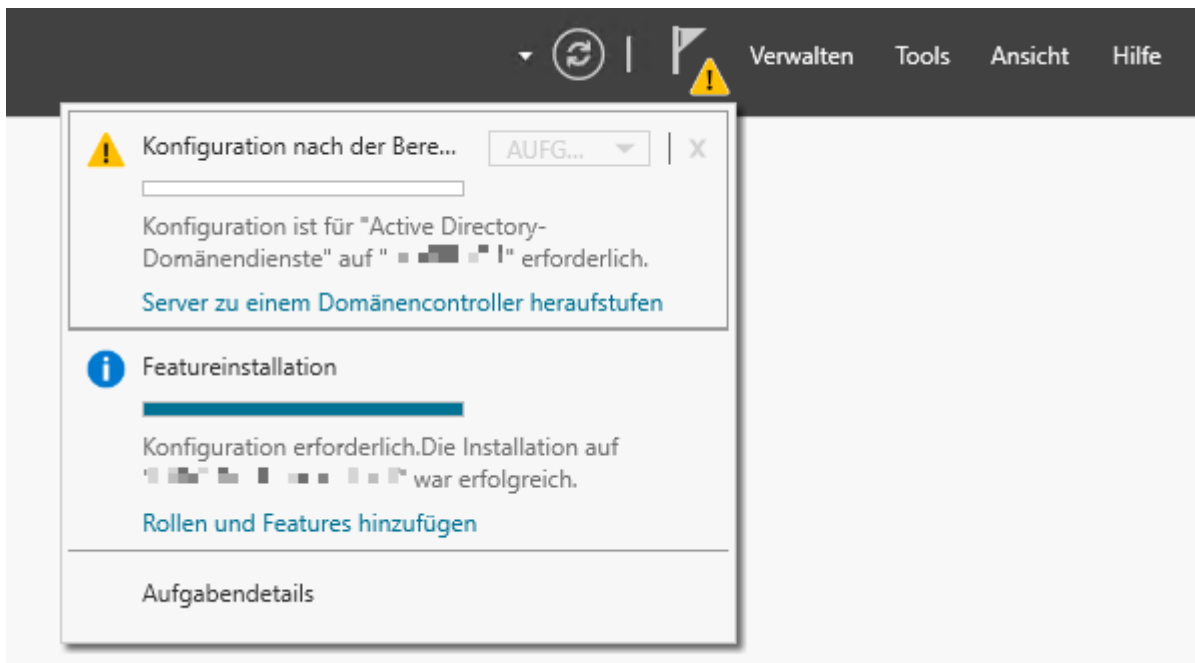 Verwalten Tools Ansicht Hilfe
Konfiguration nach der Bere... AUFG... X
Konfiguration ist für "Active Directory-
Domänendienste" auf " " erforderlich.
Server zu einem Domänencontroller heraufstufen
Featureinstallation
Konfiguration erforderlich.Die Installation auf
" " war erfolgreich.
Rollen und Features hinzufügen
Aufgabendetails